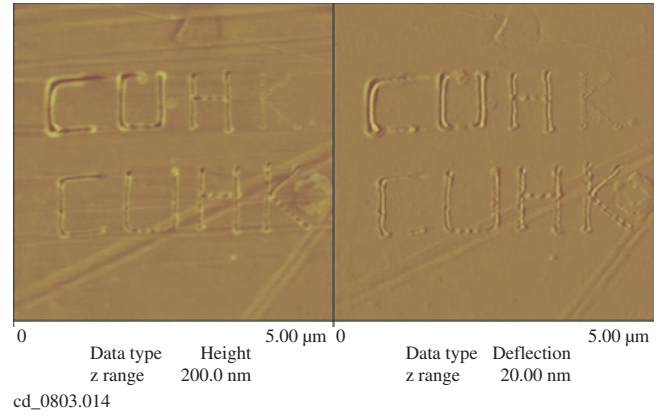 COHK
CUHK
0 5.00 µm 0 5.00 µm
Data type Height Data type Deflection
z range 200.0 nm z range 20.00 nm
cd_0803.014